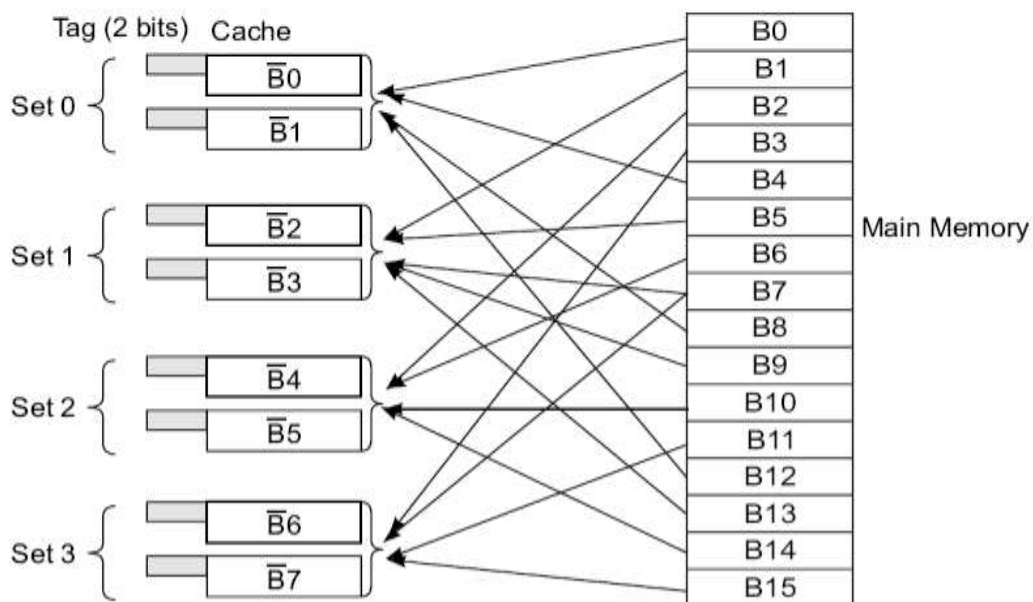 Tag (2 bits) Cache
Set 0
B̅0
B̅1
Set 1
B̅2
B̅3
Set 2
B̅4
B̅5
Set 3
B̅6
B̅7
B0
B1
B2
B3
B4
B5
B6
B7
B8
B9
B10
B11
B12
B13
B14
B15
Main Memory